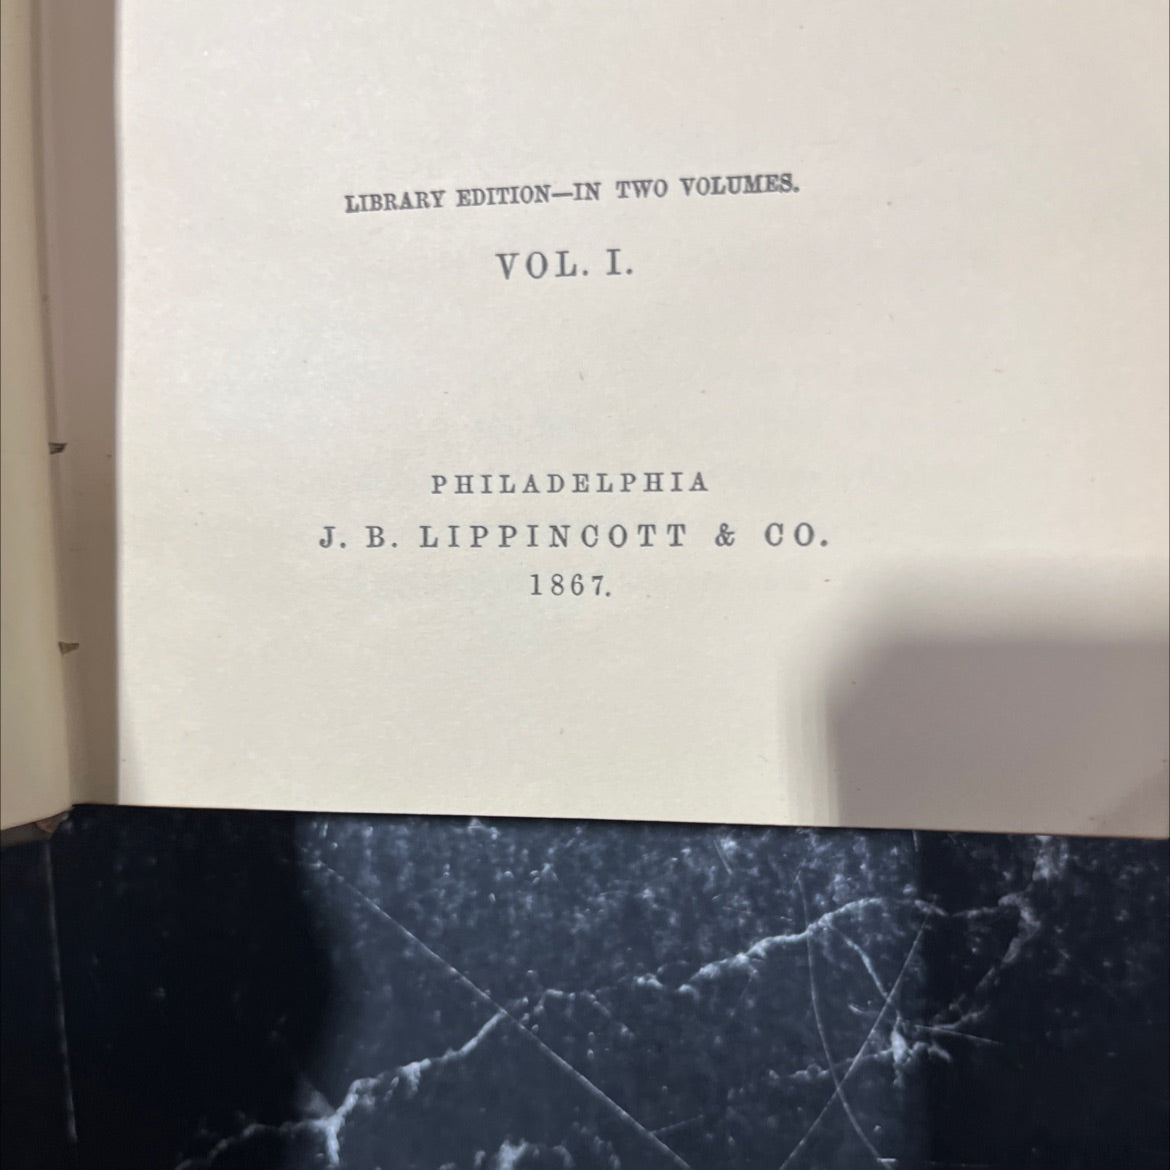 LIBRARY EDITION—IN TWO VOLUMES.
VOL. I.
PHILADELPHIA
J. B. LIPPINCOTT & CO.
1867.